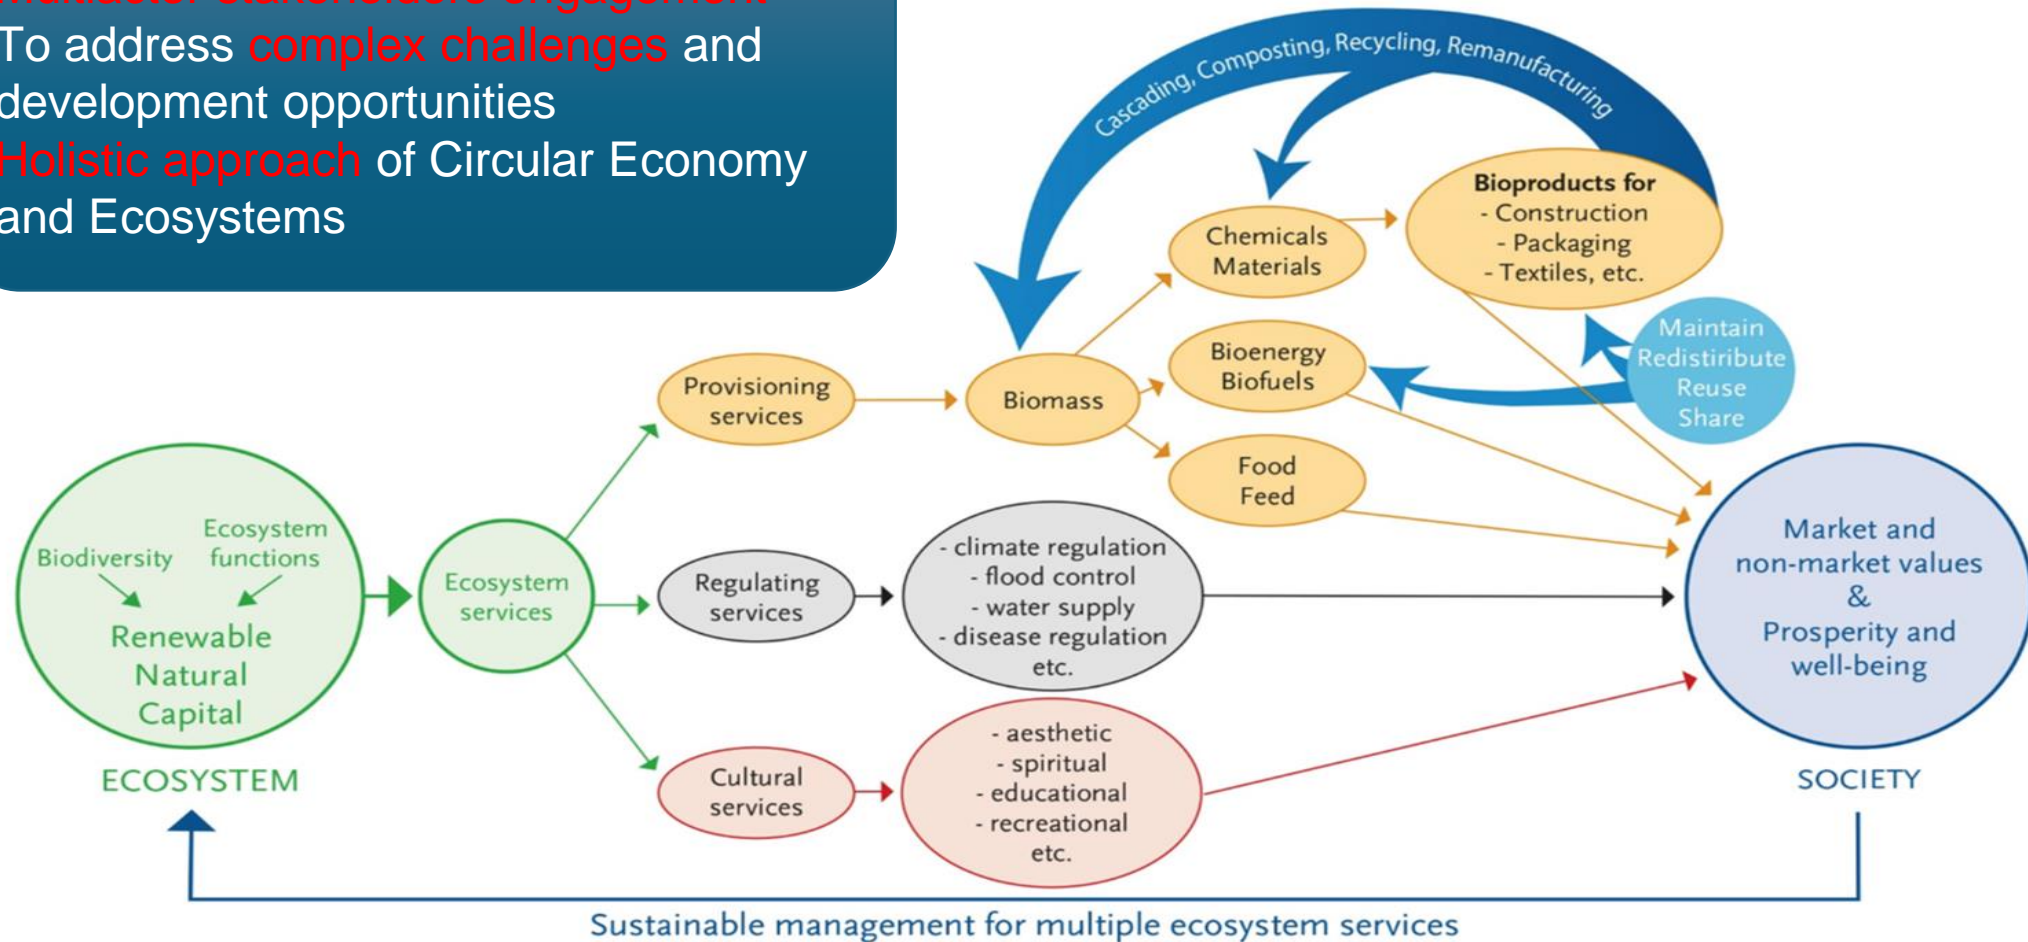 Multiactor stakeholders engagement
To address complex challenges and
development opportunities
Holistic approach of Circular Economy
and Ecosystems
Cascading, Composting, Recycling, Remanufacturing
Bioproducts for
- Construction
- Packaging
- Textiles, etc.
Chemicals
Materials
Maintain
Redistiribute
Reuse
Share
Bioenergy
Biofuels
Provisioning
services
Biomass
Food
Feed
Biodiversity
Ecosystem
functions
Renewable
Natural
Capital
ECOSYSTEM
Ecosystem
services
Regulating
services
- climate regulation
- flood control
- water supply
- disease regulation
etc.
Market and
non-market values
&
Prosperity and
well-being
SOCIETY
Cultural
services
- aesthetic
- spiritual
- educational
- recreational
etc.
Sustainable management for multiple ecosystem services